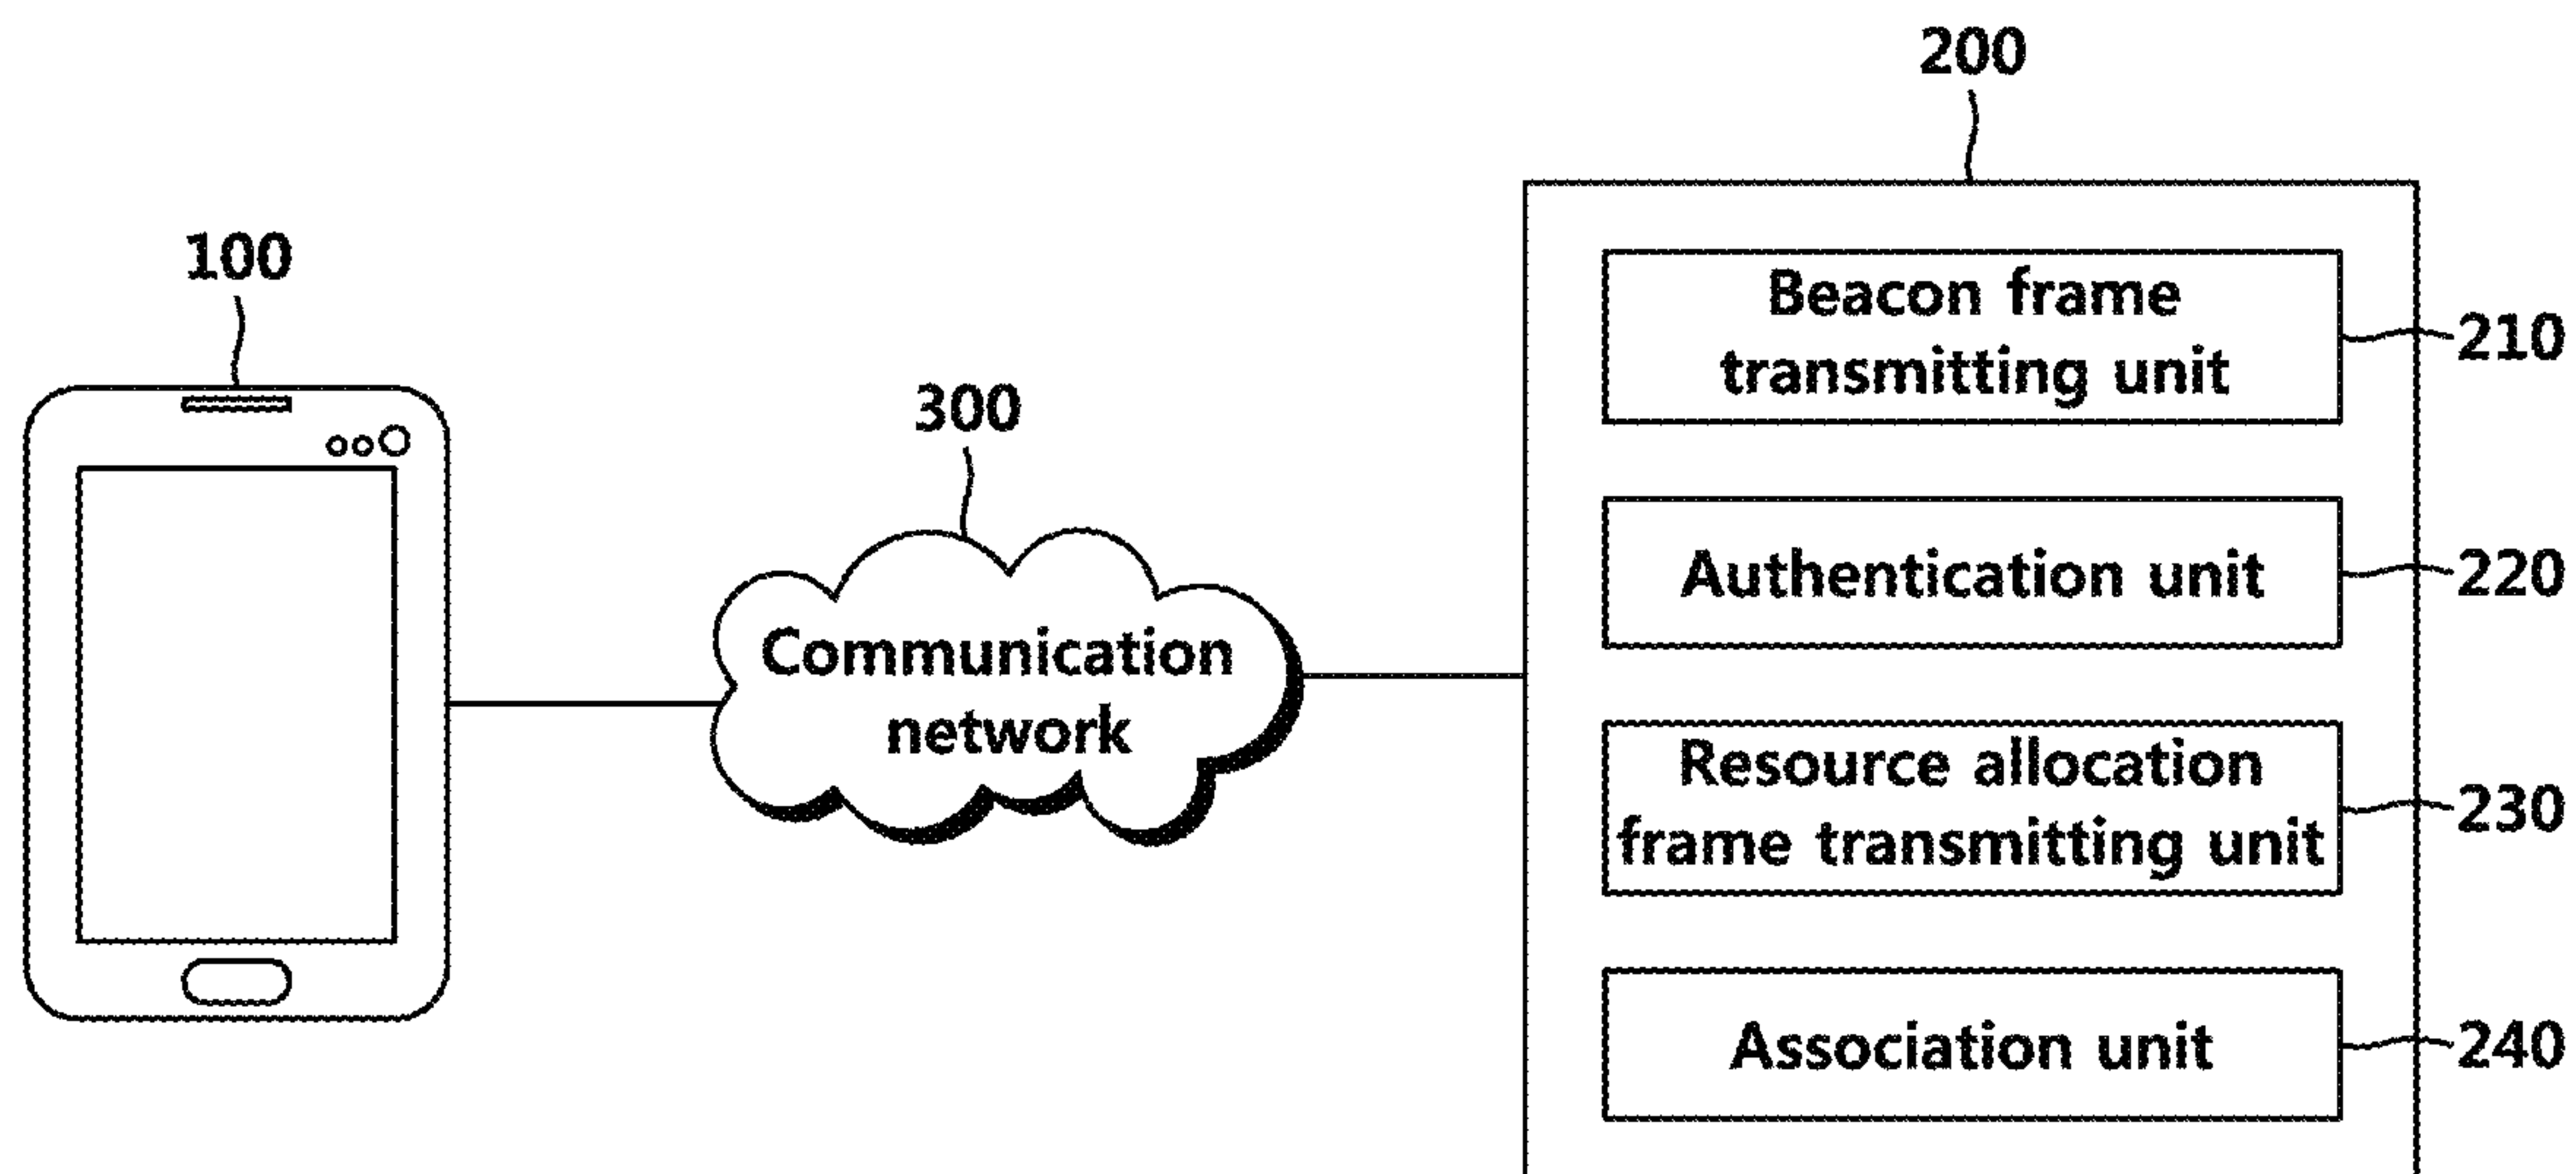 200
100
300
Beacon frame
transmitting unit
210
Authentication unit
220
Communication
network
Resource allocation
frame transmitting unit
230
Association unit
240